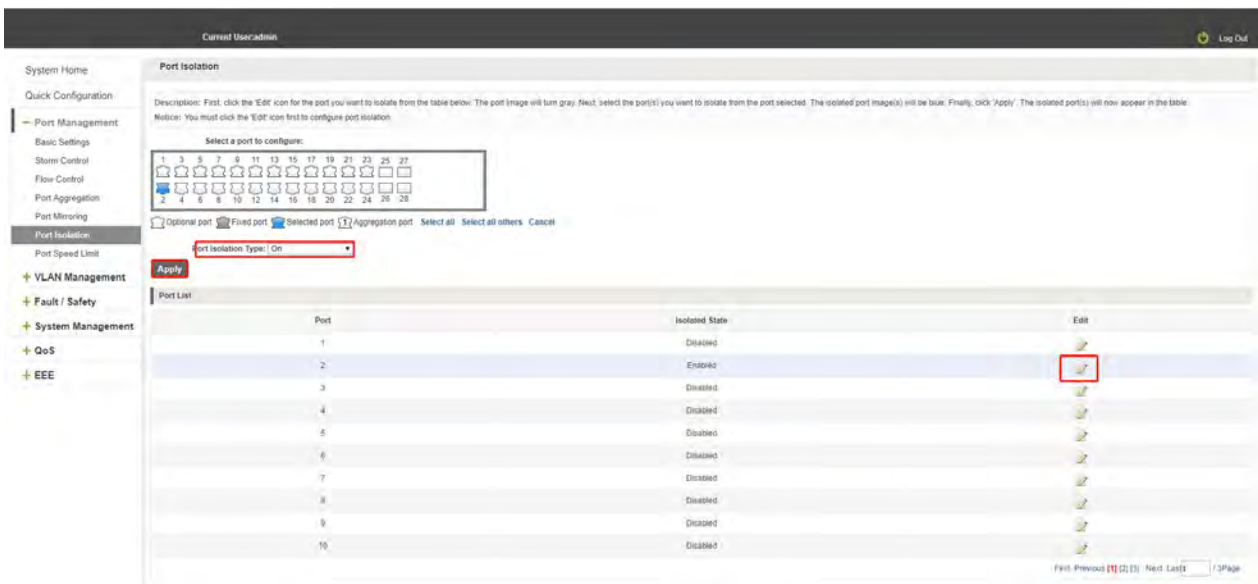 Current User:admin
Log Out
System Home
Quick Configuration
Port Management
Basic Settings
Storm Control
Flow Control
Port Aggregation
Port Mirroring
Port Isolation
Port Speed Limit
VLAN Management
Fault / Safety
System Management
QoS
EEE
Port Isolation
Description: First, click the 'Edit' icon for the port you want to isolate from the table below. The port image will turn gray. Next, select the port(s) you want to isolate from the port selected. The isolated port image(s) will be blue. Finally, click 'Apply'. The isolated port(s) will now appear in the table.
Notice: You must click the 'Edit' icon first to configure port isolation.
Select a port to configure:
1 3 5 7 9 11 13 15 17 19 21 23 25 27
2 4 6 8 10 12 14 16 18 20 22 24 26 28
Optional port Fixed port Selected port 1 Aggregation port Select all Select all others Cancel
Port Isolation Type: On
Apply
Port List
Port Isolated State Edit
1 Disabled
2 Enabled
3 Disabled
4 Disabled
5 Disabled
6 Disabled
7 Disabled
8 Disabled
9 Disabled
10 Disabled
First Previous [1] [2] [3] Next Last 1 / 3Page